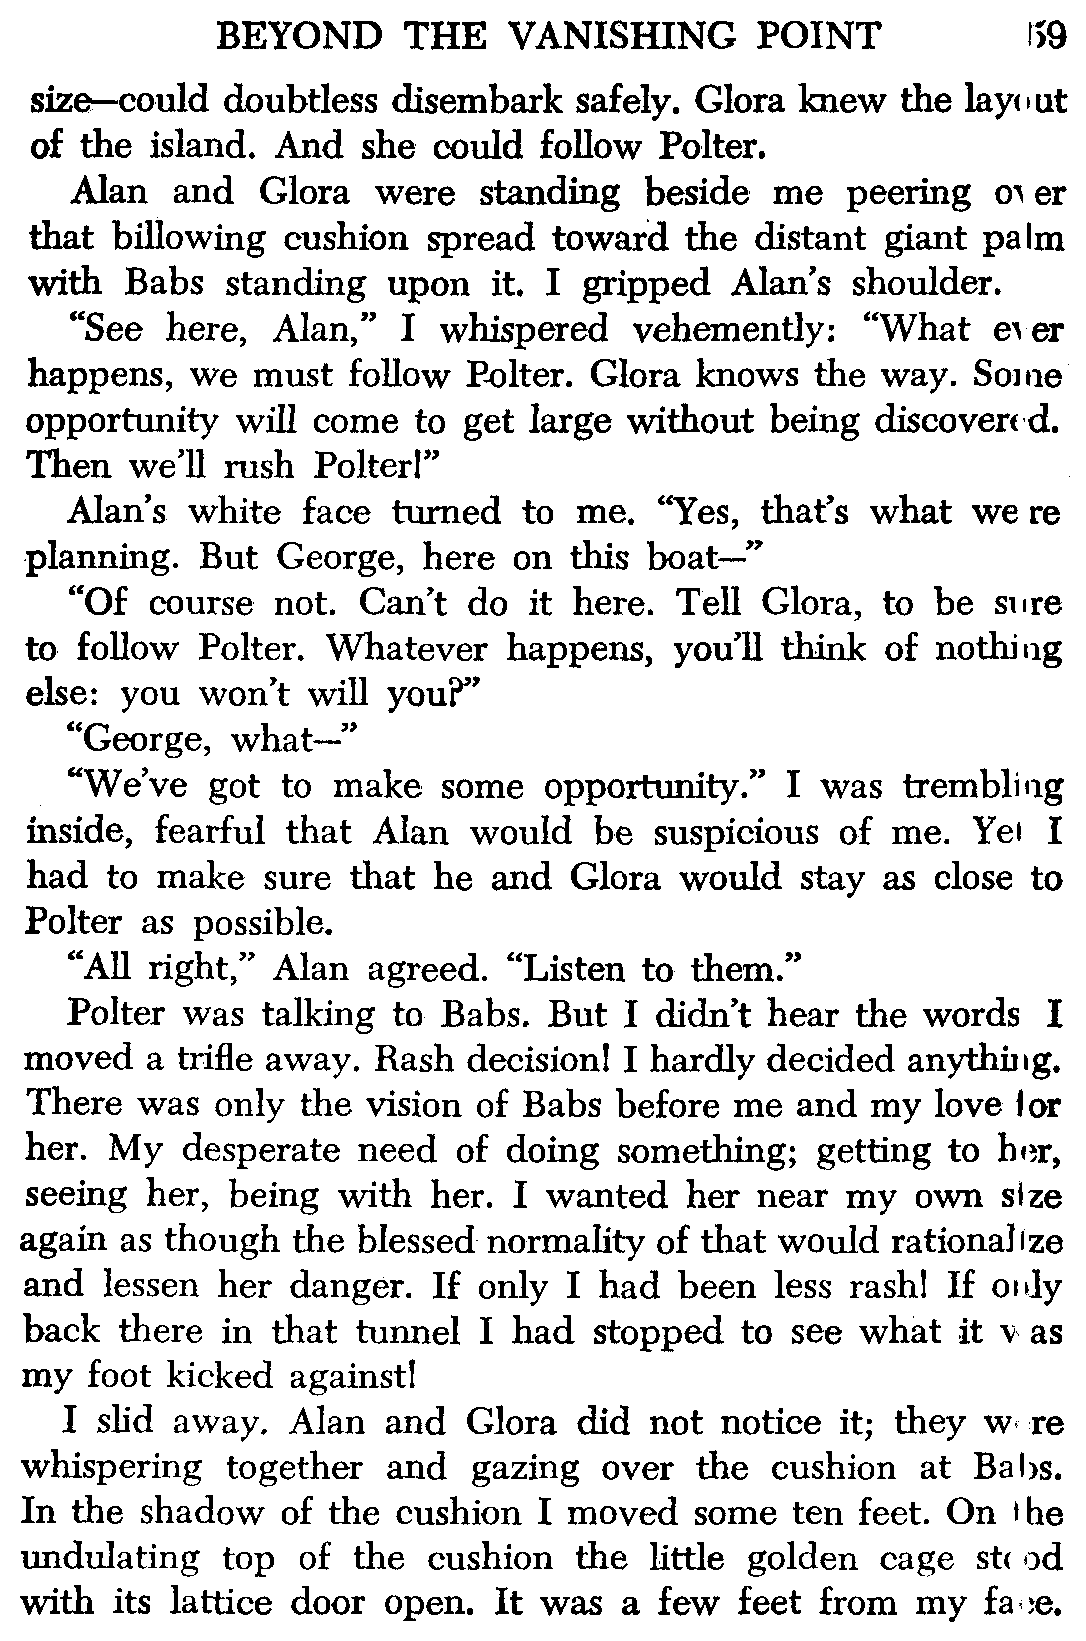 BEYOND THE VANISHING POINT 59
size—could doubtless disembark safely. Glora knew the layout
of the island. And she could follow Polter.
Alan and Glora were standing beside me peering over
that billowing cushion spread toward the distant giant palm
with Babs standing upon it. I gripped Alan's shoulder.
"See here, Alan," I whispered vehemently: "What ever
happens, we must follow Polter. Glora knows the way. Some
opportunity will come to get large without being discovered.
Then we'll rush Polter!"
Alan's white face turned to me. "Yes, that's what we re
planning. But George, here on this boat—"
"Of course not. Can't do it here. Tell Glora, to be sure
to follow Polter. Whatever happens, you'll think of nothing
else: you won't will you?"
"George, what—"
"We've got to make some opportunity." I was trembling
inside, fearful that Alan would be suspicious of me. Yet I
had to make sure that he and Glora would stay as close to
Polter as possible.
"All right," Alan agreed. "Listen to them."
Polter was talking to Babs. But I didn't hear the words I
moved a trifle away. Rash decision! I hardly decided anything.
There was only the vision of Babs before me and my love for
her. My desperate need of doing something; getting to her,
seeing her, being with her. I wanted her near my own size
again as though the blessed normality of that would rationalize
and lessen her danger. If only I had been less rash! If only
back there in that tunnel I had stopped to see what it was
my foot kicked against!
I slid away. Alan and Glora did not notice it; they were
whispering together and gazing over the cushion at Babs.
In the shadow of the cushion I moved some ten feet. On the
undulating top of the cushion the little golden cage stood
with its lattice door open. It was a few feet from my face.